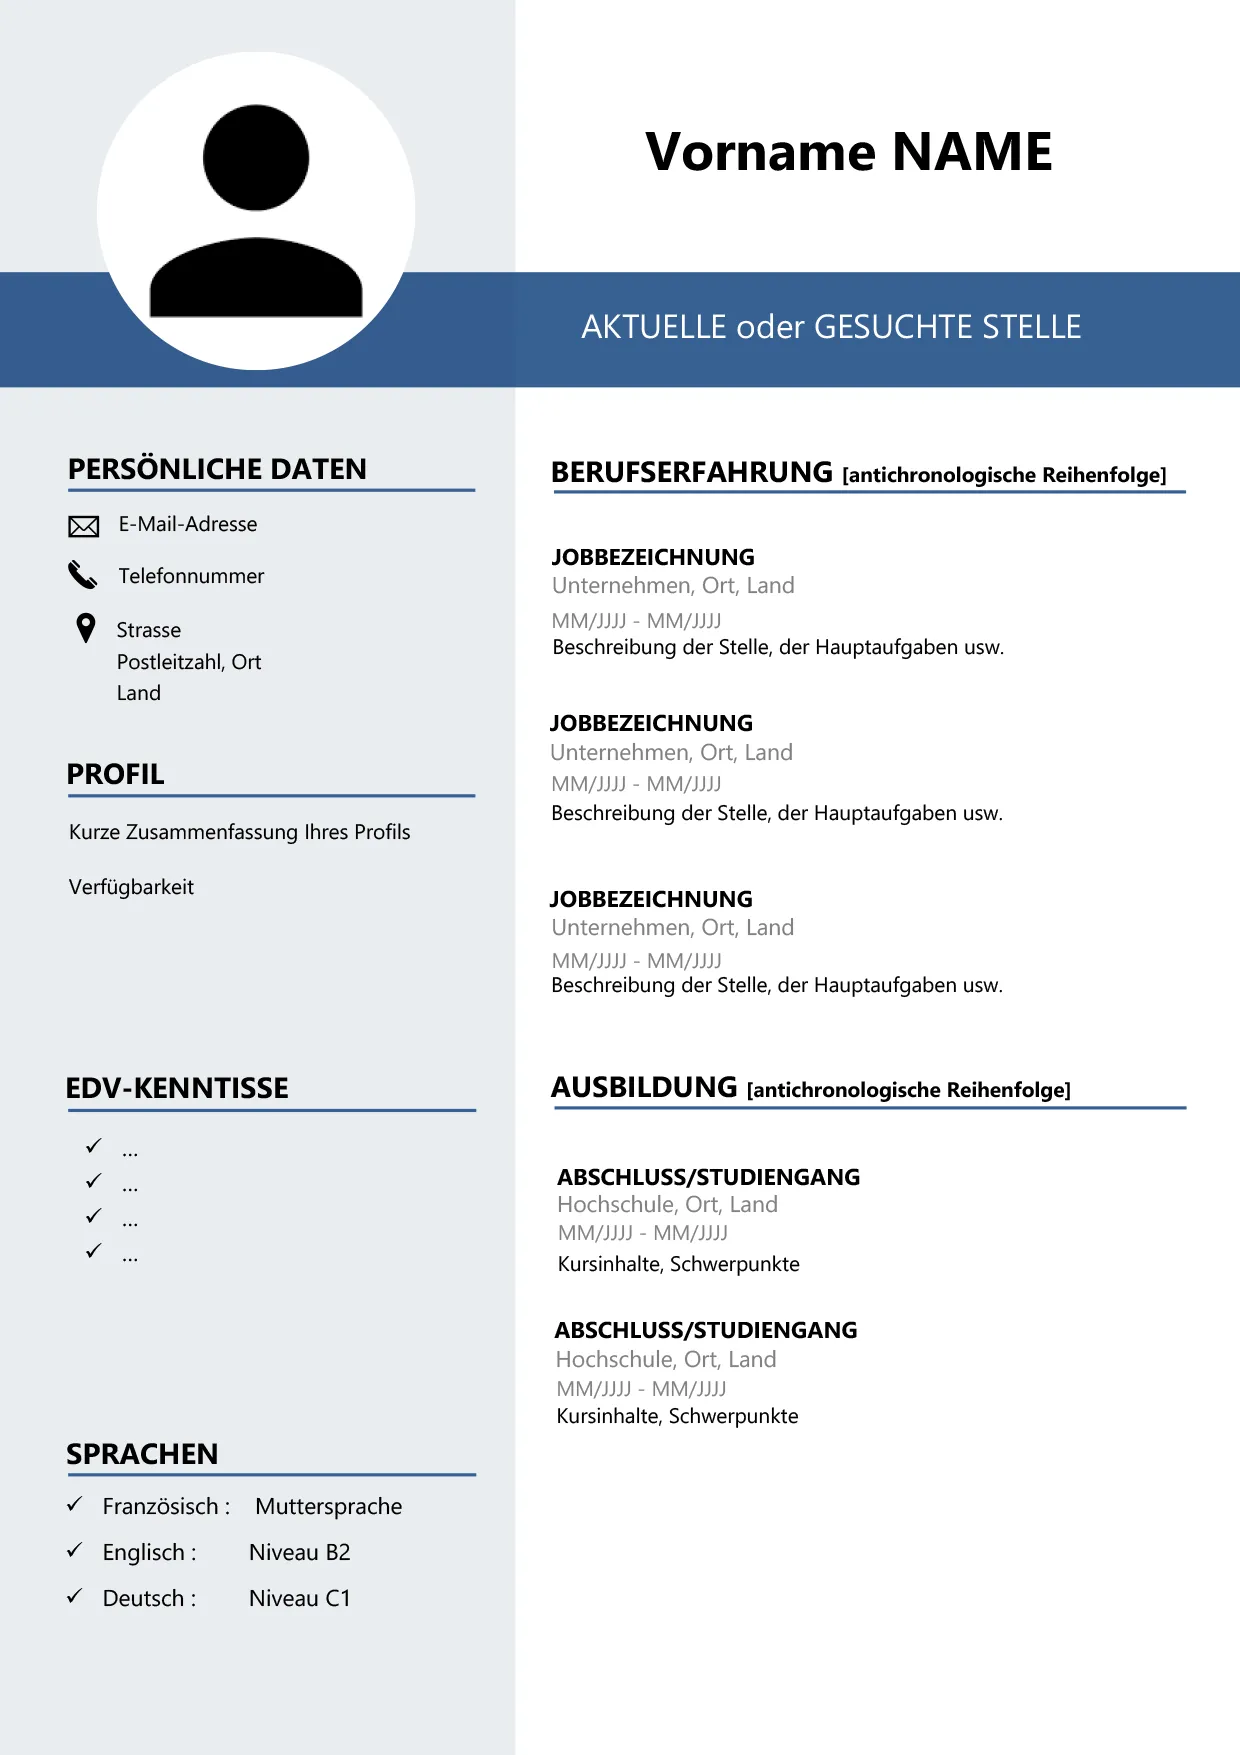 Vorname NAME
AKTUELLE oder GESUCHTE STELLE
PERSÖNLICHE DATEN
E-Mail-Adresse
Telefonnummer
Strasse
Postleitzahl, Ort
Land
PROFIL
Kurze Zusammenfassung Ihres Profils
Verfügbarkeit
EDV-KENNTISSE
✓ ...
✓ ...
✓ ...
✓ ...
SPRACHEN
✓ Französisch : Muttersprache
✓ Englisch : Niveau B2
✓ Deutsch : Niveau C1
BERUFSERFAHRUNG [antichronologische Reihenfolge]
JOBBEZEICHNUNG
Unternehmen, Ort, Land
MM/JJJJ - MM/JJJJ
Beschreibung der Stelle, der Hauptaufgaben usw.
JOBBEZEICHNUNG
Unternehmen, Ort, Land
MM/JJJJ - MM/JJJJ
Beschreibung der Stelle, der Hauptaufgaben usw.
JOBBEZEICHNUNG
Unternehmen, Ort, Land
MM/JJJJ - MM/JJJJ
Beschreibung der Stelle, der Hauptaufgaben usw.
AUSBILDUNG [antichronologische Reihenfolge]
ABSCHLUSS/STUDIENGANG
Hochschule, Ort, Land
MM/JJJJ - MM/JJJJ
Kursinhalte, Schwerpunkte
ABSCHLUSS/STUDIENGANG
Hochschule, Ort, Land
MM/JJJJ - MM/JJJJ
Kursinhalte, Schwerpunkte